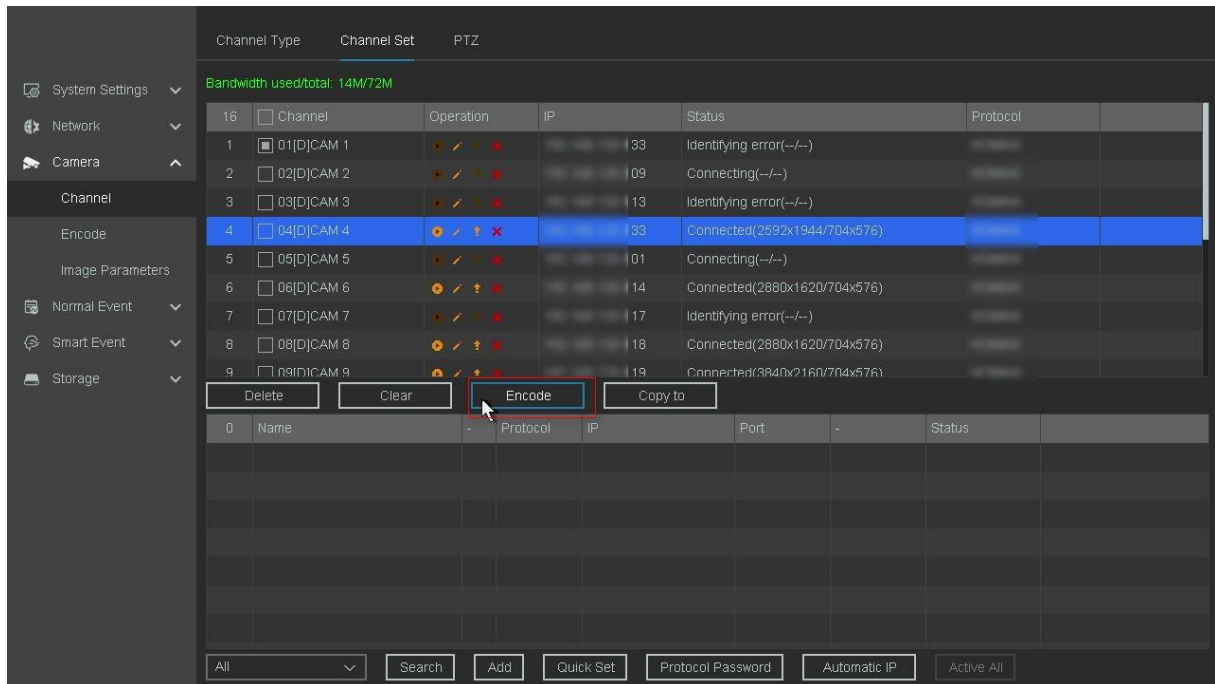 Channel Type Channel Set PTZ
System Settings
Network
Camera
Channel
Encode
Image Parameters
Normal Event
Smart Event
Storage
Bandwidth used/total: 14M/72M
16 Channel Operation IP Status Protocol
1 01[D]CAM 1 33 Identifying error(--/--)
2 02[D]CAM 2 09 Connecting(--/--)
3 03[D]CAM 3 13 Identifying error(--/--)
4 04[D]CAM 4 33 Connected(2592x1944/704x576)
5 05[D]CAM 5 01 Connecting(--/--)
6 06[D]CAM 6 14 Connected(2880x1620/704x576)
7 07[D]CAM 7 17 Identifying error(--/--)
8 08[D]CAM 8 18 Connected(2880x1620/704x576)
9 09[D]CAM 9 19 Connected(3840x2160/704x576)
Delete Clear Encode Copy to
0 Name - Protocol IP Port - Status
All Search Add Quick Set Protocol Password Automatic IP Active All